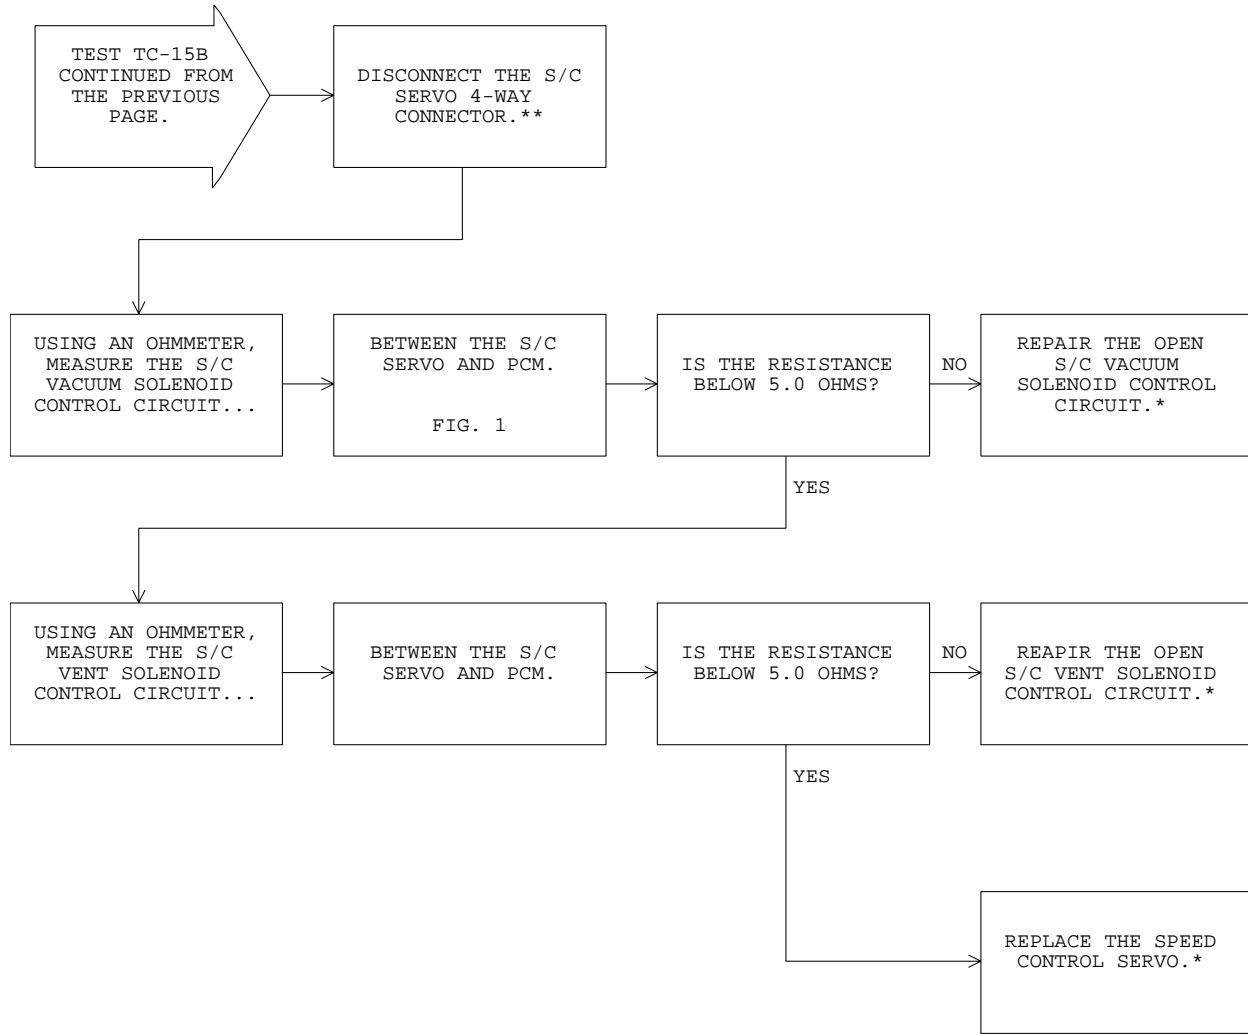 TEST TC-15B
CONTINUED FROM
THE PREVIOUS
PAGE.
DISCONNECT THE S/C
SERVO 4-WAY
CONNECTOR.**
USING AN OHMMETER,
MEASURE THE S/C
VACUUM SOLENOID
CONTROL CIRCUIT...
BETWEEN THE S/C
SERVO AND PCM.
FIG. 1
IS THE RESISTANCE
BELOW 5.0 OHMS?
NO
REPAIR THE OPEN
S/C VACUUM
SOLENOID CONTROL
CIRCUIT.*
YES
USING AN OHMMETER,
MEASURE THE S/C
VENT SOLENOID
CONTROL CIRCUIT...
BETWEEN THE S/C
SERVO AND PCM.
IS THE RESISTANCE
BELOW 5.0 OHMS?
NO
REAPIR THE OPEN
S/C VENT SOLENOID
CONTROL CIRCUIT.*
YES
REPLACE THE SPEED
CONTROL SERVO.*